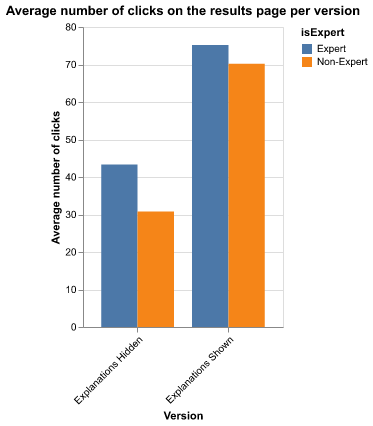 Average number of clicks on the results page per version
isExpert
Expert
Non-Expert
Average number of clicks
80
70
60
50
40
30
20
10
0
Explanations Hidden
Explanations Shown
Version